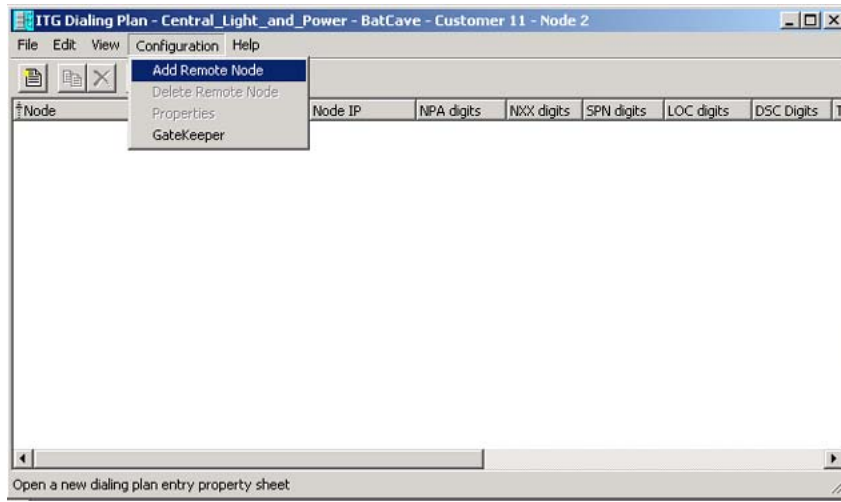 ITG Dialing Plan - Central_Light_and_Power - BatCave - Customer 11 - Node 2
File Edit View Configuration Help
Add Remote Node
Delete Remote Node
Properties
GateKeeper
Node Node IP NPA digits NXX digits SPN digits LOC digits DSC Digits T
Open a new dialing plan entry property sheet